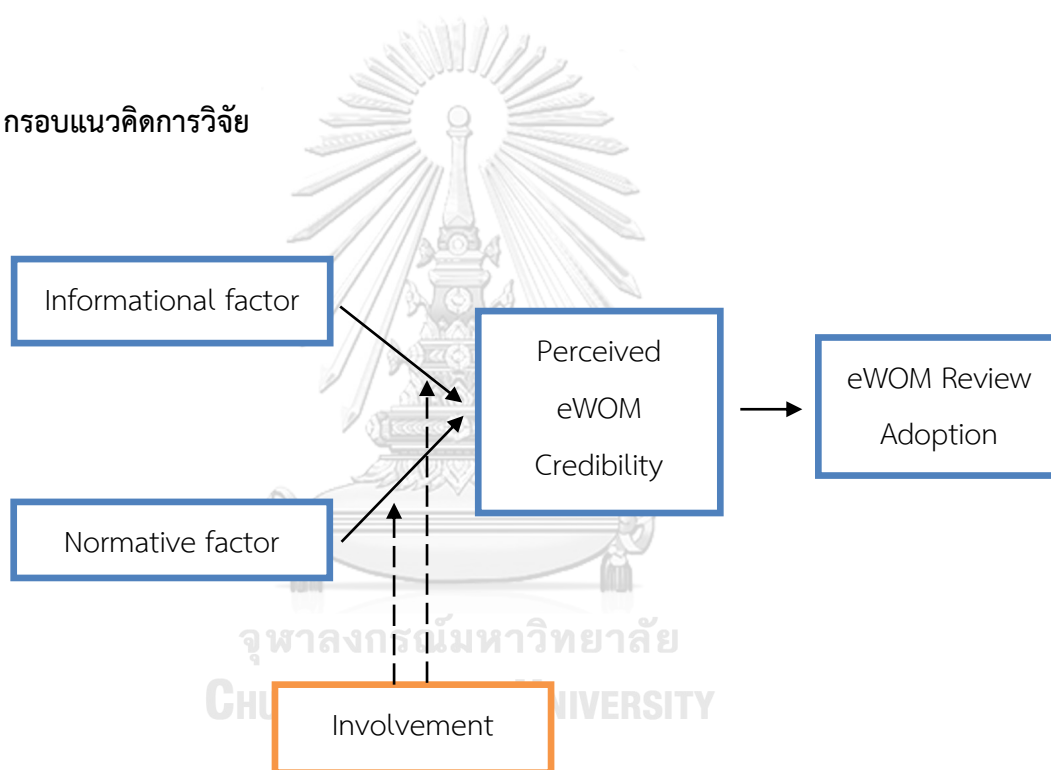 กรอบแนวคิดการวิจัย
Informational factor
Perceived
eWOM
Credibility
eWOM Review
Adoption
Normative factor
จุฬาลงกรณ์มหาวิทยาลัย
Involvement